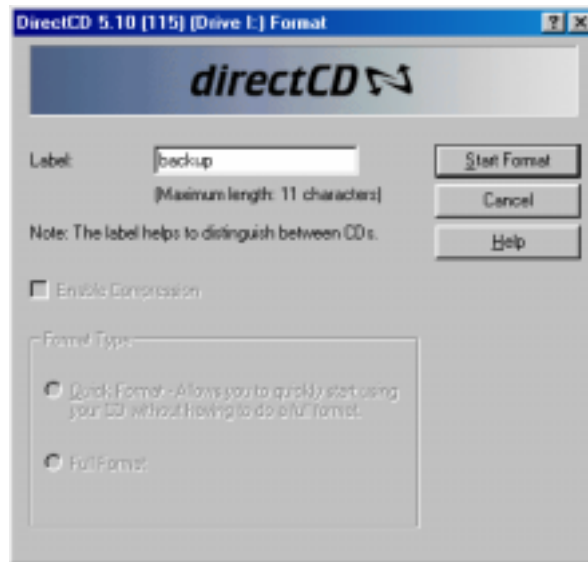 DirectCD 5.10 (115) (Drive I:) Format
directCD
Label:
backup
Start Format
(Maximum length: 11 characters)
Cancel
Note: The label helps to distinguish between CDs.
Help
Enable Compression
Format Type
Quick Format - Allows you to quickly start using
your CD without having to do a full format.
Full Format